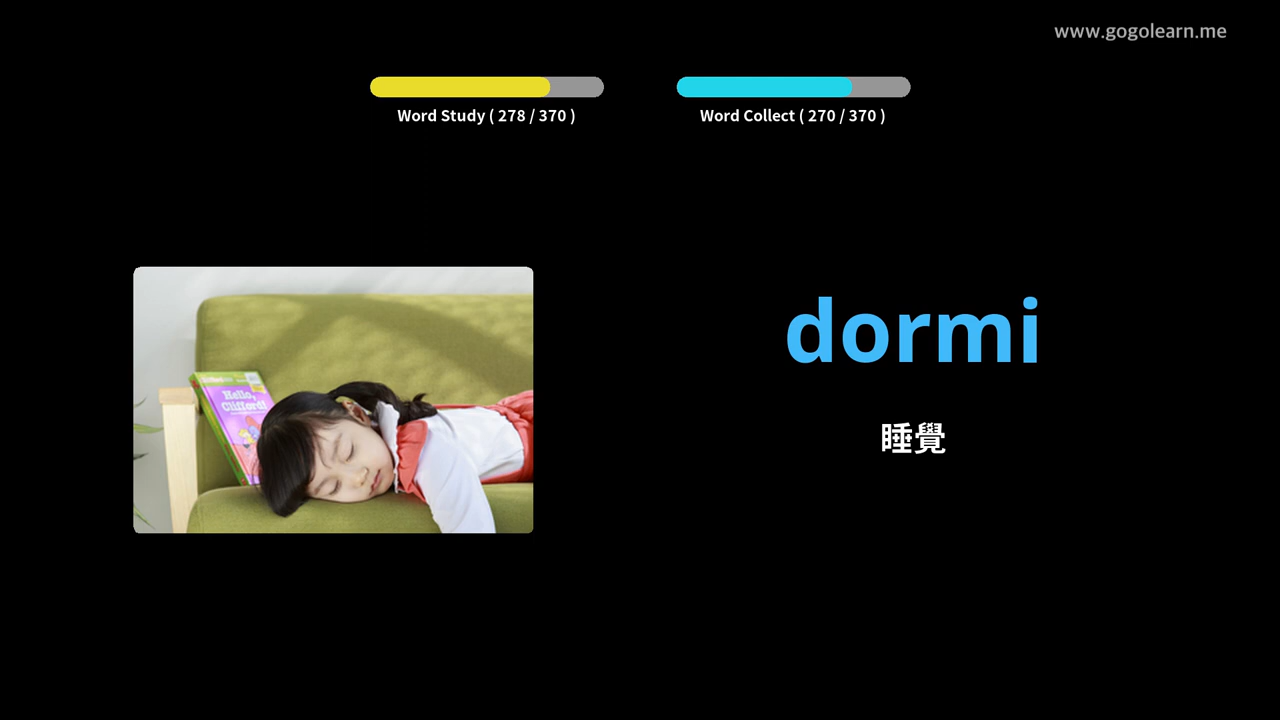 www.gogolearn.me
Word Study ( 278 / 370 )
Word Collect ( 270 / 370 )
dormi
睡覺
Hello,
Clifford!